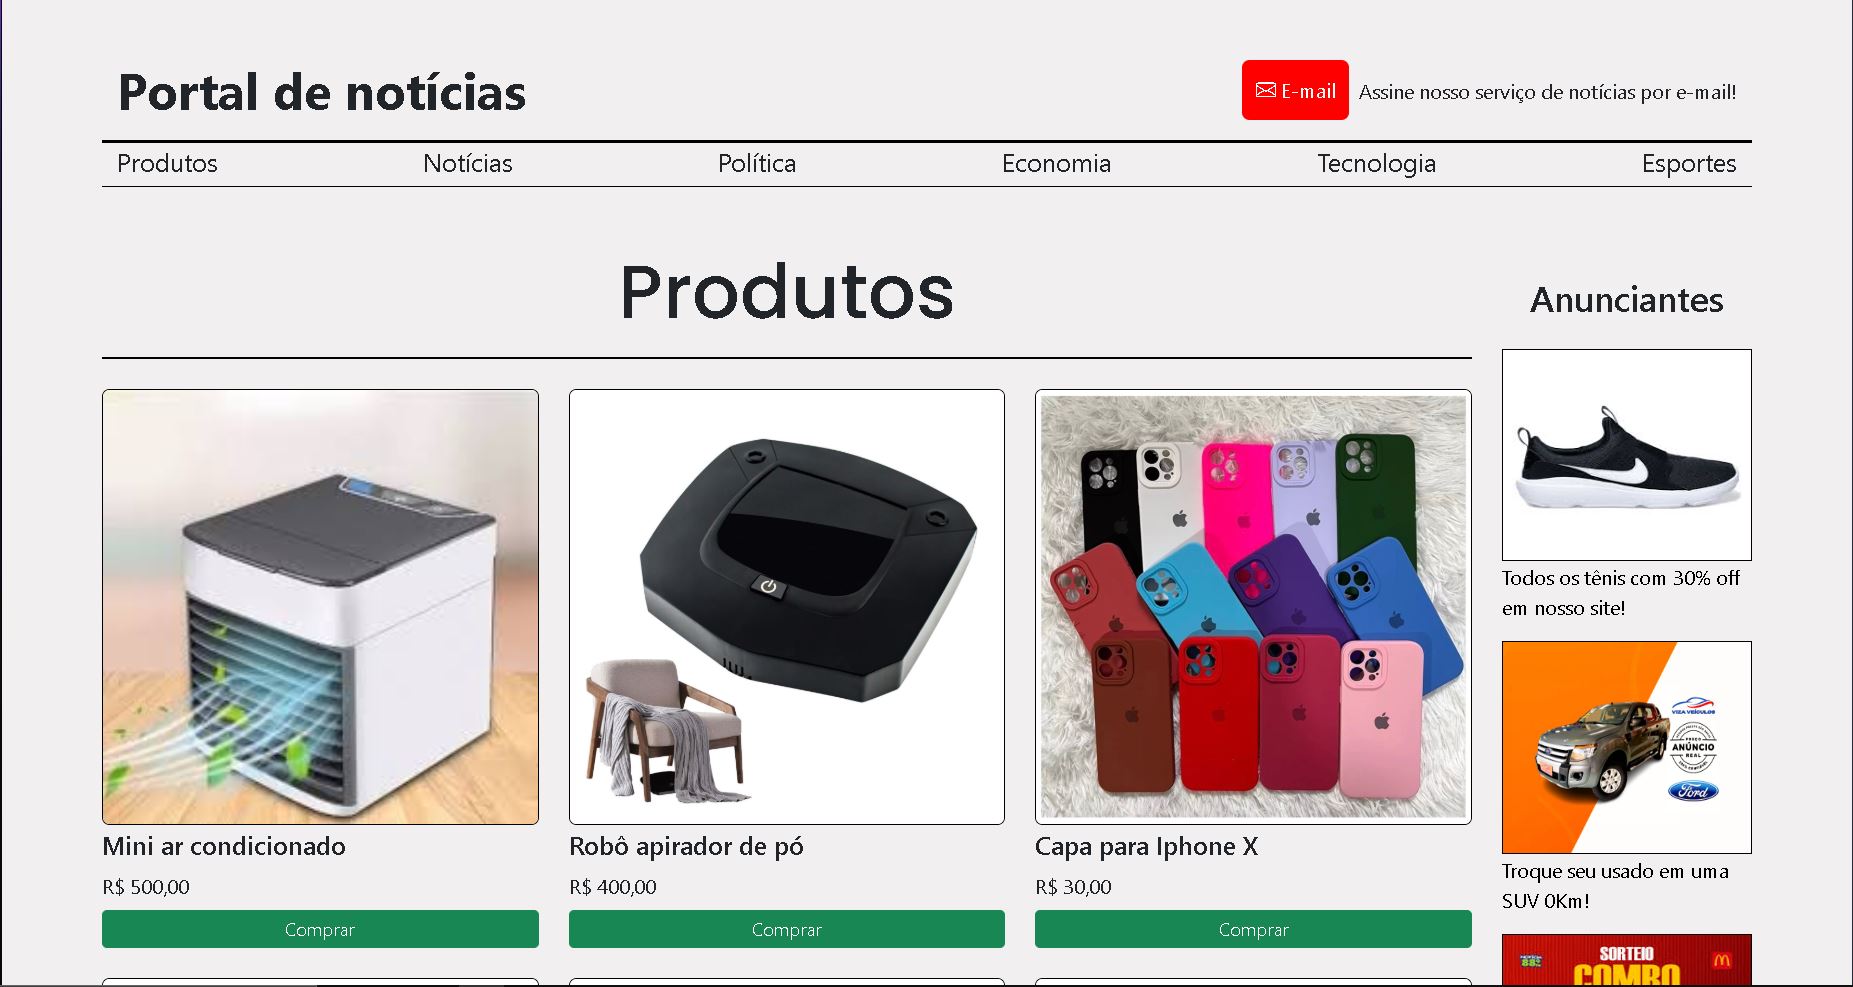 Portal de notícias
E-mail
Assine nosso serviço de notícias por e-mail!
Produtos
Notícias
Política
Economia
Tecnologia
Esportes
Produtos
Anunciantes
Todos os tênis com 30% off
em nosso site!
VIZA VEÍCULOS
ANÚNCIO
REAL
Ford
Troque seu usado em uma
SUV 0Km!
SORTEIO
COMBO
Mini ar condicionado
R$ 500,00
Comprar
Robô apirador de pó
R$ 400,00
Comprar
Capa para Iphone X
R$ 30,00
Comprar